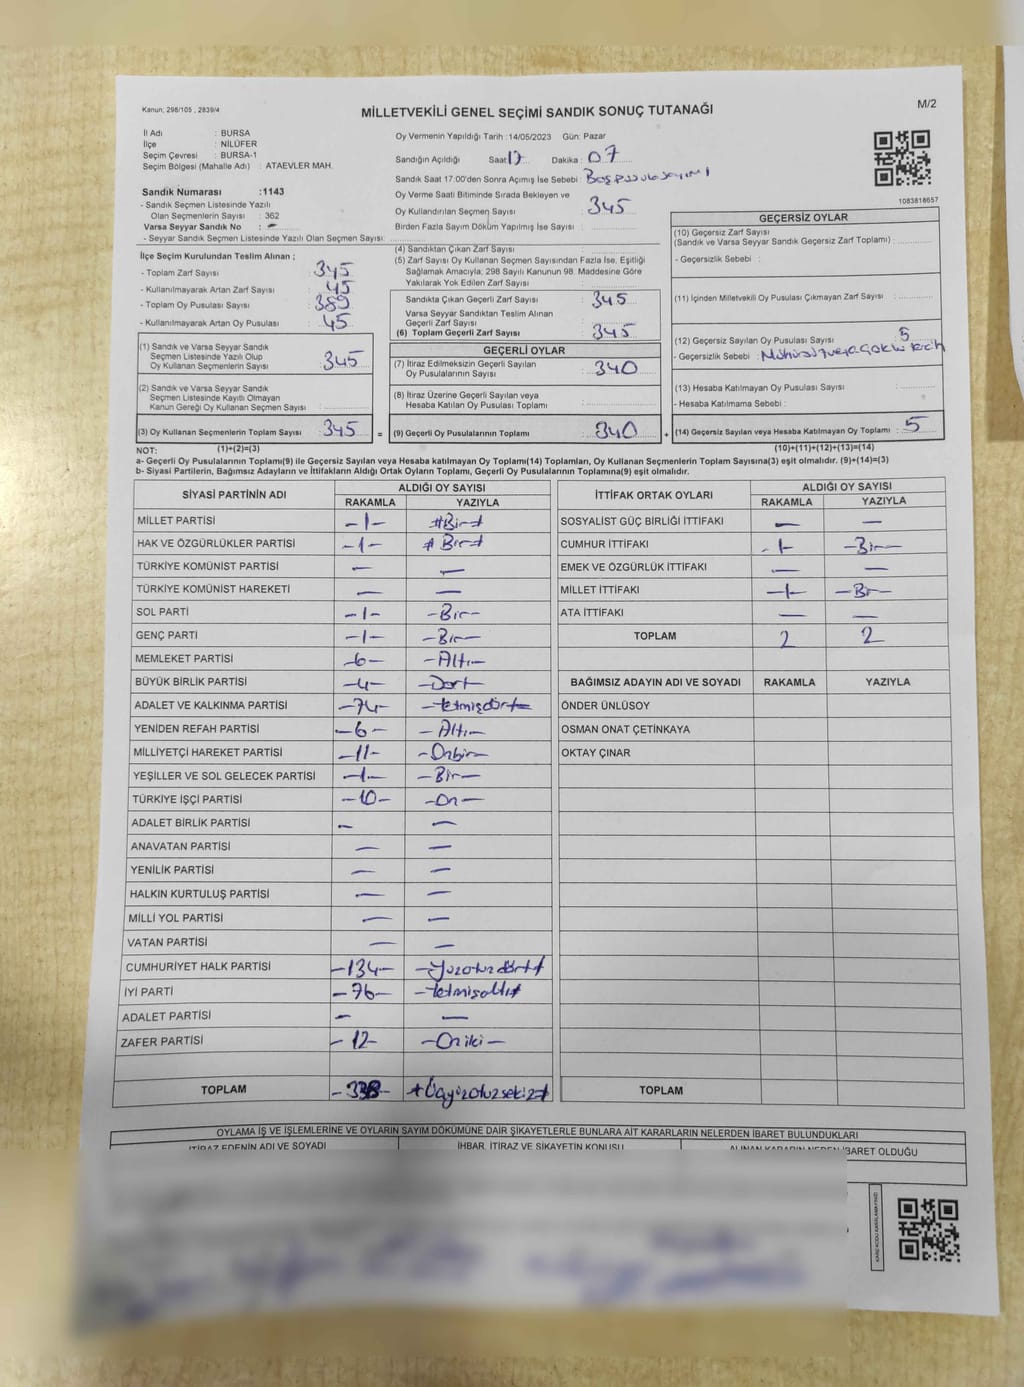 Kanun; 298/105 , 2839/4
MİLLETVEKİLİ GENEL SEÇİMİ SANDIK SONUÇ TUTANAĞI
M/2
İl Adı : BURSA
İlçe : NİLÜFER
Seçim Çevresi : BURSA-1
Seçim Bölgesi (Mahalle Adı) : ATAEVLER MAH.
Sandık Numarası :1143
- Sandık Seçmen Listesinde Yazılı
Olan Seçmenlerin Sayısı : 362
Varsa Seyyar Sandık No : -
- Seyyar Sandık Seçmen Listesinde Yazılı Olan Seçmen Sayısı:
Oy Vermenin Yapıldığı Tarih :14/05/2023 Gün: Pazar
Sandığın Açıldığı Saat: 17 Dakika : 07
Sandık Saat 17:00'den Sonra Açılmış İse Sebebi :
Oy Verme Saati Bitiminde Sırada Bekleyen ve
Oy Kullandırılan Seçmen Sayısı : 345
Birden Fazla Sayım Döküm Yapılmış İse Sayısı :
1083818657
İlçe Seçim Kurulundan Teslim Alınan ;
- Toplam Zarf Sayısı : 345
- Kullanılmayarak Artan Zarf Sayısı : 45
- Toplam Oy Pusulası Sayısı :
- Kullanılmayarak Artan Oy Pusulası : 45
(1) Sandık ve Varsa Seyyar Sandık
Seçmen Listesinde Yazılı Olup
Oy Kullanan Seçmenlerin Sayısı : 345
(2) Sandık ve Varsa Seyyar Sandık
Seçmen Listesinde Kayıtlı Olmayan
Kanun Gereği Oy Kullanan Seçmen Sayısı :
(3) Oy Kullanan Seçmenlerin Toplam Sayısı : 345 =
(4) Sandıktan Çıkan Zarf Sayısı :
(5) Zarf Sayısı Oy Kullanan Seçmen Sayısından Fazla İse, Eşitliği
Sağlamak Amacıyla; 298 Sayılı Kanunun 98. Maddesine Göre
Yakılarak Yok Edilen Zarf Sayısı :
Sandıkta Çıkan Geçerli Zarf Sayısı : 345
Varsa Seyyar Sandıktan Teslim Alınan
Geçerli Zarf Sayısı :
(6) Toplam Geçerli Zarf Sayısı : 345
GEÇERLİ OYLAR
(7) İtiraz Edilmeksizin Geçerli Sayılan
Oy Pusulalarının Sayısı : 340
(8) İtiraz Üzerine Geçerli Sayılan veya
Hesaba Katılan Oy Pusulası Toplamı :
(9) Geçerli Oy Pusulalarının Toplamı : 340 +
GEÇERSİZ OYLAR
(10) Geçersiz Zarf Sayısı
(Sandık ve Varsa Seyyar Sandık Geçersiz Zarf Toplamı) :
- Geçersizlik Sebebi :
(11) İçinden Milletvekili Oy Pusulası Çıkmayan Zarf Sayısı :
(12) Geçersiz Sayılan Oy Pusulası Sayısı : 5
- Geçersizlik Sebebi :
(13) Hesaba Katılmayan Oy Pusulası Sayısı :
- Hesaba Katılmama Sebebi :
(14) Geçersiz Sayılan veya Hesaba Katılmayan Oy Toplamı : 5
NOT: (1)+(2)=(3) (10)+(11)+(12)+(13)=(14)
a- Geçerli Oy Pusulalarının Toplamı(9) ile Geçersiz Sayılan veya Hesaba katılmayan Oy Toplamı(14) Toplamları, Oy Kullanan Seçmenlerin Toplam Sayısına(3) eşit olmalıdır. (9)+(14)=(3)
b- Siyasi Partilerin, Bağımsız Adayların ve İttifakların Aldığı Ortak Oyların Toplamı, Geçerli Oy Pusulalarının Toplamına(9) eşit olmalıdır.
SİYASİ PARTİNİN ADI ALDIĞI OY SAYISI
RAKAMLA YAZIYLA
MİLLET PARTİSİ -1- #Bir#
HAK VE ÖZGÜRLÜKLER PARTİSİ -1- #Bir#
TÜRKİYE KOMÜNİST PARTİSİ — —
TÜRKİYE KOMÜNİST HAREKETİ — —
SOL PARTİ -1- -Bir-
GENÇ PARTİ -1- -Bir-
MEMLEKET PARTİSİ -6- -Altı-
BÜYÜK BİRLİK PARTİSİ -4- -Dört-
ADALET VE KALKINMA PARTİSİ -74- -Yetmişdört-
YENİDEN REFAH PARTİSİ -6- -Altı-
MİLLİYETÇİ HAREKET PARTİSİ -11- -Onbir-
YEŞİLLER VE SOL GELECEK PARTİSİ -1- -Bir-
TÜRKİYE İŞÇİ PARTİSİ -10- -On-
ADALET BİRLİK PARTİSİ — —
ANAVATAN PARTİSİ — —
YENİLİK PARTİSİ — —
HALKIN KURTULUŞ PARTİSİ — —
MİLLİ YOL PARTİSİ — —
VATAN PARTİSİ — —
CUMHURİYET HALK PARTİSİ -134- -Yüzotuzdört-
İYİ PARTİ -76- -Yetmişaltı-
ADALET PARTİSİ — —
ZAFER PARTİSİ -12- -Oniki-
TOPLAM -338- Üçyüzotuzsekiz
İTTİFAK ORTAK OYLARI ALDIĞI OY SAYISI
RAKAMLA YAZIYLA
SOSYALİST GÜÇ BİRLİĞİ İTTİFAKI — —
CUMHUR İTTİFAKI -1- -Bir-
EMEK VE ÖZGÜRLÜK İTTİFAKI — —
MİLLET İTTİFAKI -1- -Bir-
ATA İTTİFAKI — —
TOPLAM 2 2
BAĞIMSIZ ADAYIN ADI VE SOYADI RAKAMLA YAZIYLA
ÖNDER ÜNLÜSOY
OSMAN ONAT ÇETİNKAYA
OKTAY ÇINAR
TOPLAM
OYLAMA İŞ VE İŞLEMLERİNE VE OYLARIN SAYIM DÖKÜMÜNE DAİR ŞİKAYETLERLE BUNLARA AİT KARARLARIN NELERDEN İBARET BULUNDUKLARI
İTİRAZ EDENİN ADI VE SOYADI İHBAR, İTİRAZ VE ŞİKAYETİN KONUSU ALINAN KARARIN NEDEN İBARET OLDUĞU